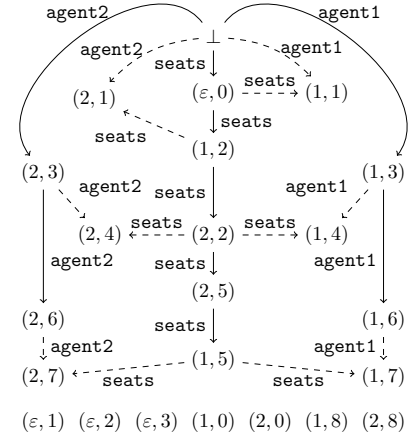 agent2 agent1
⊥
agent2 agent1
seats
(2, 1) (ε, 0) seats (1, 1)
seats
seats
(1, 2)
(2, 3) (1, 3)
agent2 seats agent1
(2, 4) seats (2, 2) seats (1, 4)
agent2 seats agent1
(2, 5)
(2, 6) seats (1, 6)
agent2 agent1
(2, 7) (1, 5) (1, 7)
seats seats
(ε, 1) (ε, 2) (ε, 3) (1, 0) (2, 0) (1, 8) (2, 8)